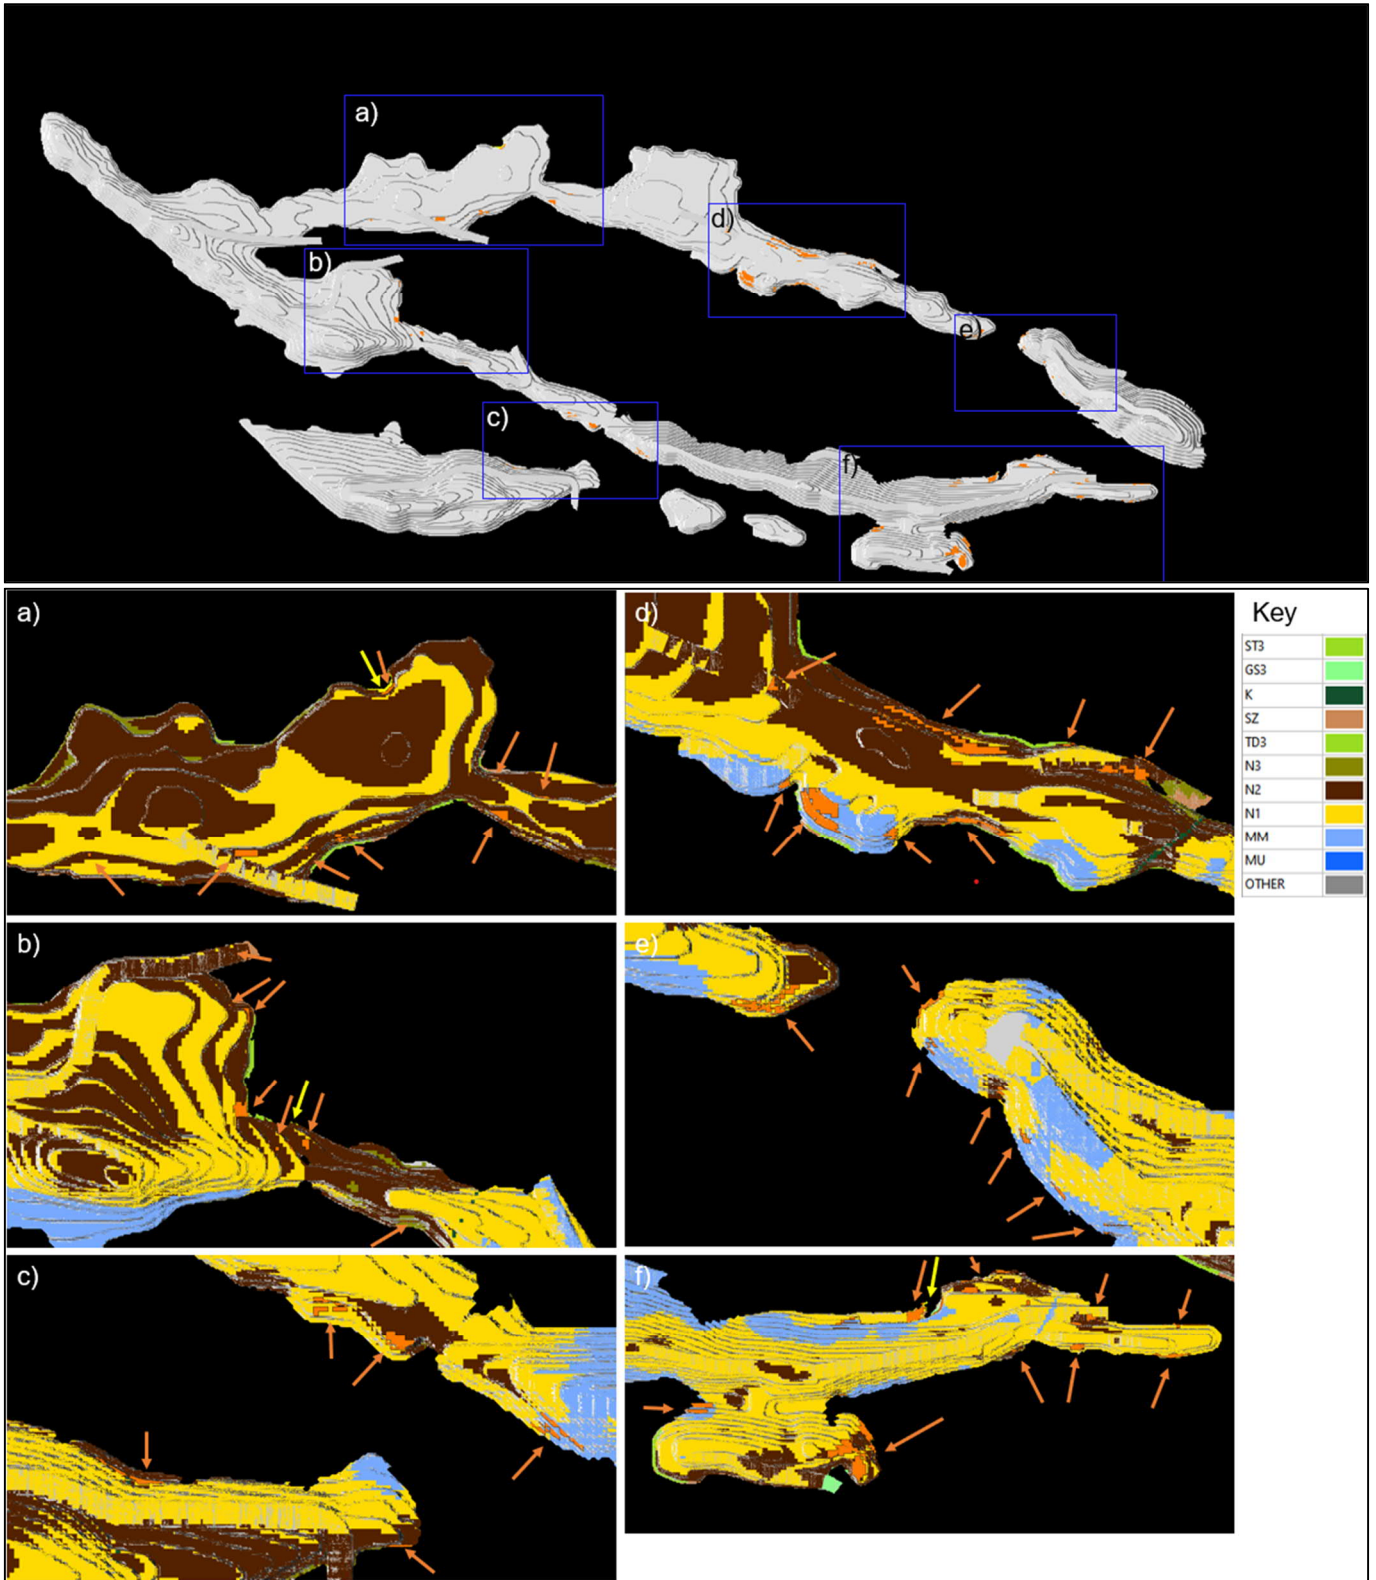 a)
b)
c)
d)
e)
f)
a)
d)
Key
ST3
GS3
K
SZ
TD3
N3
N2
N1
MM
MU
OTHER
b)
e)
c)
f)